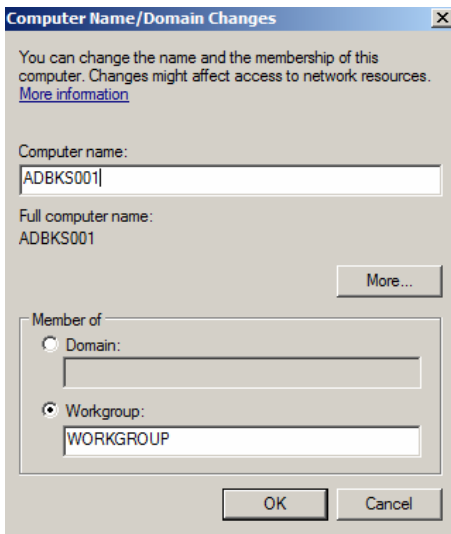 Computer Name/Domain Changes
You can change the name and the membership of this
computer. Changes might affect access to network resources.
More information
Computer name:
ADBKS001
Full computer name:
ADBKS001
More...
Member of
Domain:
Workgroup:
WORKGROUP
OK Cancel